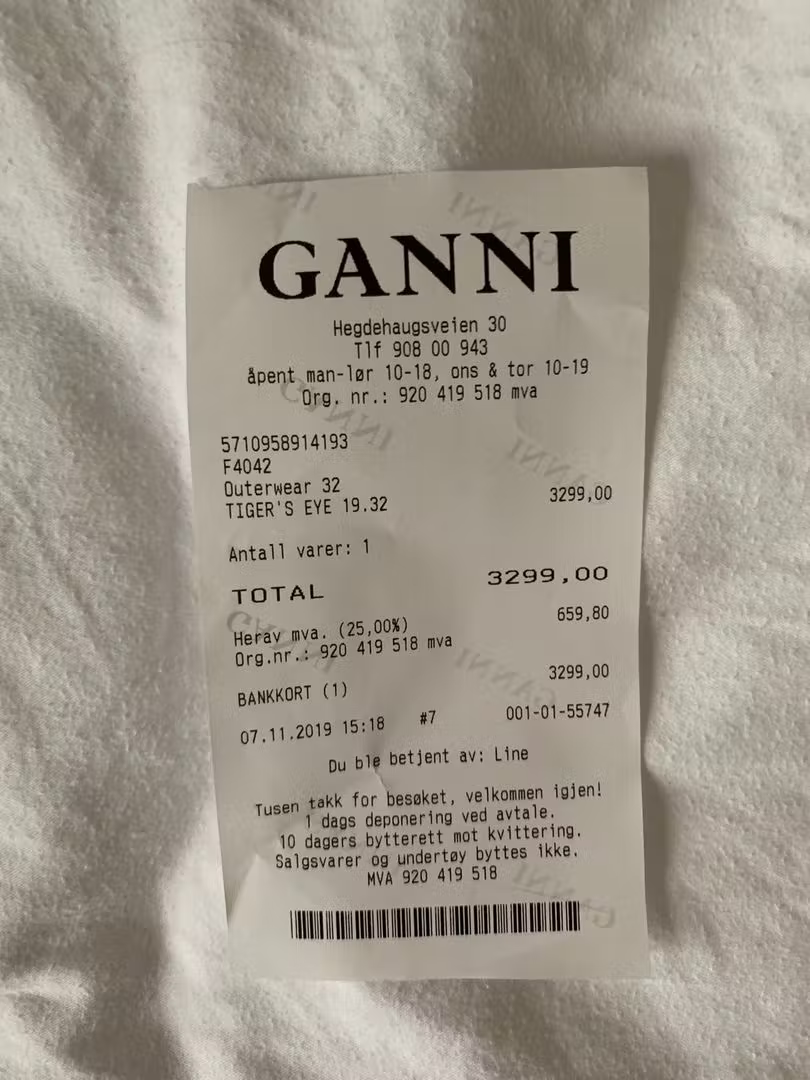 GANNI
Hegdehaugsveien 30
Tlf 908 00 943
åpent man-lør 10-18, ons & tor 10-19
Org. nr.: 920 419 518 mva
5710958914193
F4042
Outerwear 32
TIGER'S EYE 19.32 3299,00
Antall varer: 1
TOTAL 3299,00
Herav mva. (25,00%) 659,80
Org.nr.: 920 419 518 mva
BANKKORT (1) 3299,00
07.11.2019 15:18 #7 001-01-55747
Du ble betjent av: Line
Tusen takk for besøket, velkommen igjen!
1 dags deponering ved avtale.
10 dagers bytterett mot kvittering.
Salgsvarer og undertøy byttes ikke.
MVA 920 419 518